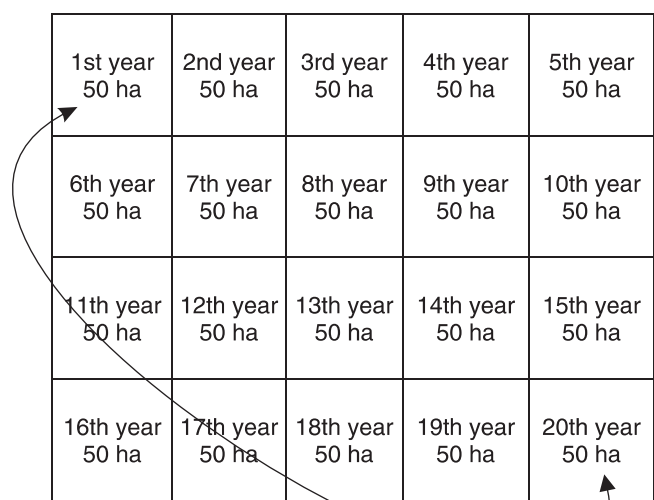 1st year
50 ha
2nd year
50 ha
3rd year
50 ha
4th year
50 ha
5th year
50 ha
6th year
50 ha
7th year
50 ha
8th year
50 ha
9th year
50 ha
10th year
50 ha
11th year
50 ha
12th year
50 ha
13th year
50 ha
14th year
50 ha
15th year
50 ha
16th year
50 ha
17th year
50 ha
18th year
50 ha
19th year
50 ha
20th year
50 ha